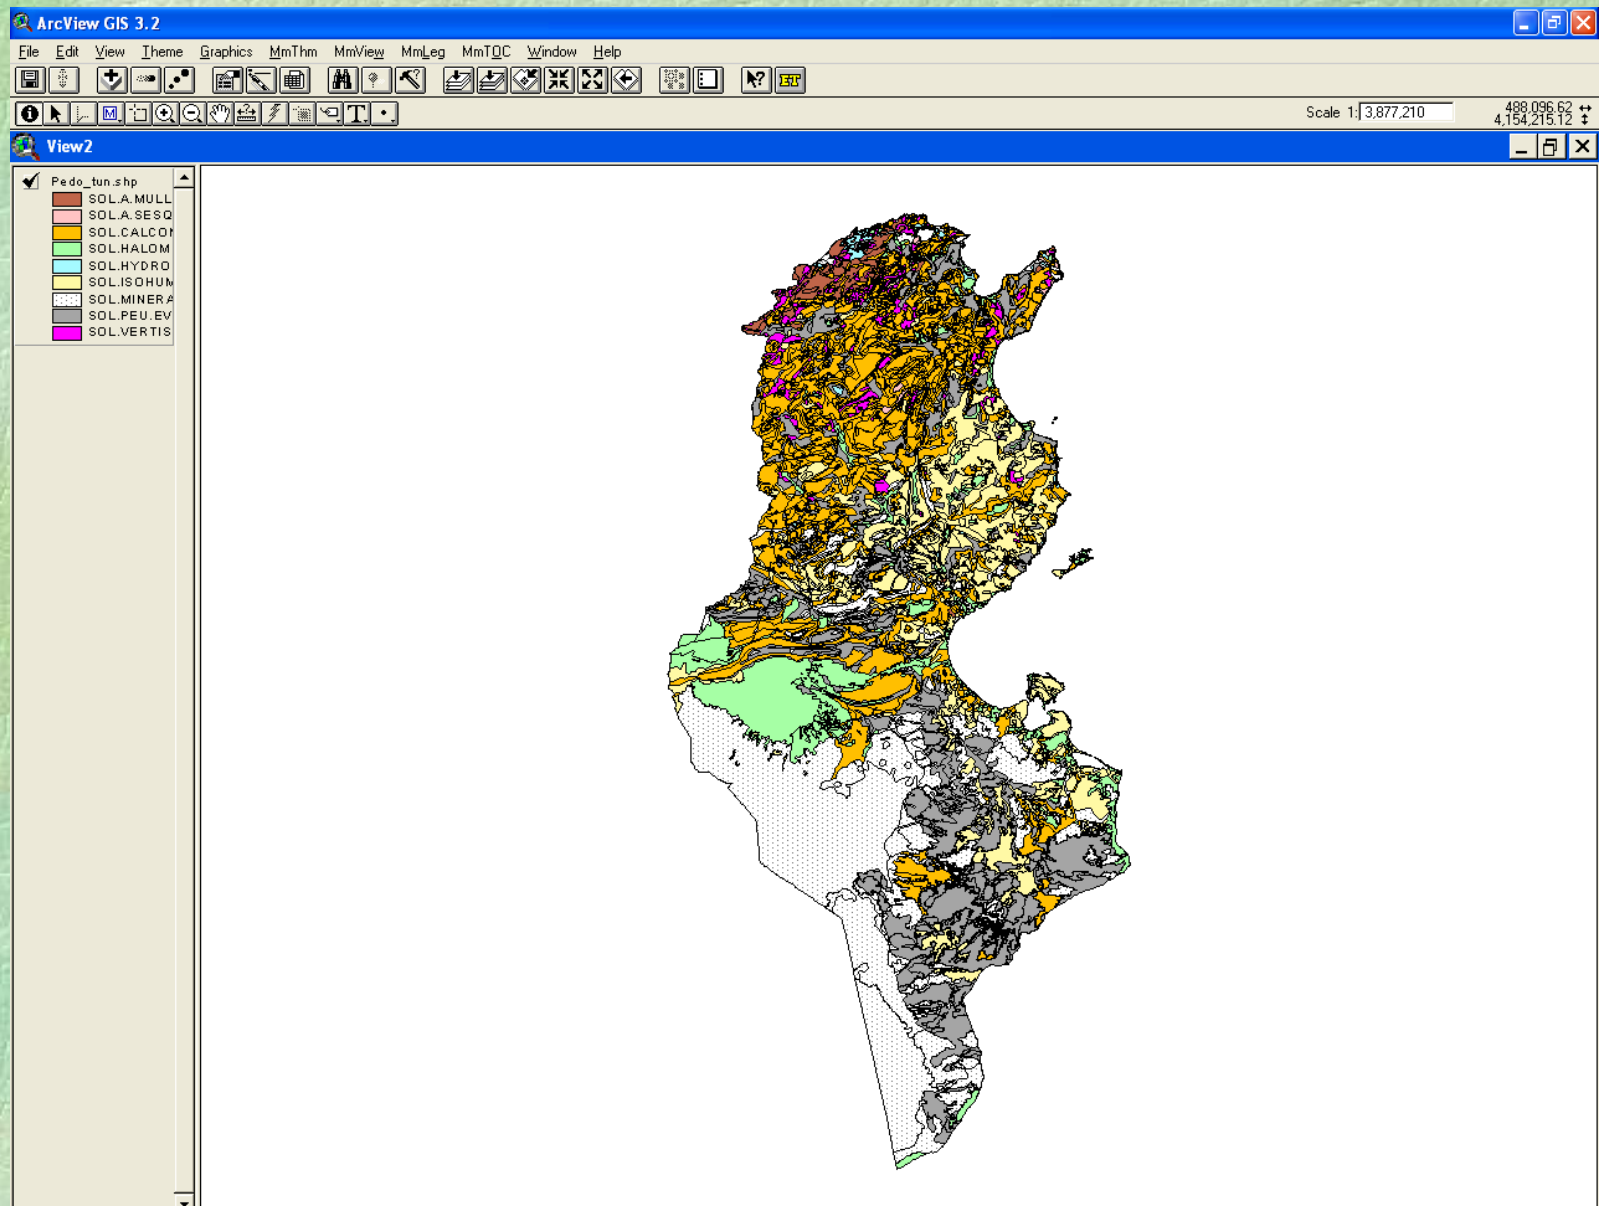 ArcView GIS 3.2
File Edit View Theme Graphics MmThm MmView MmLeg MmTOC Window Help
Scale 1: 3,877,210
488,096.62
4,154,215.12
View2
Pedo_tun.shp
SOL.A.MULL
SOL.A.SESQ
SOL.CALCO
SOL.HALOM
SOL.HYDRO
SOL.ISOHUM
SOL.MINERA
SOL.PEU.EV
SOL.VERTIS